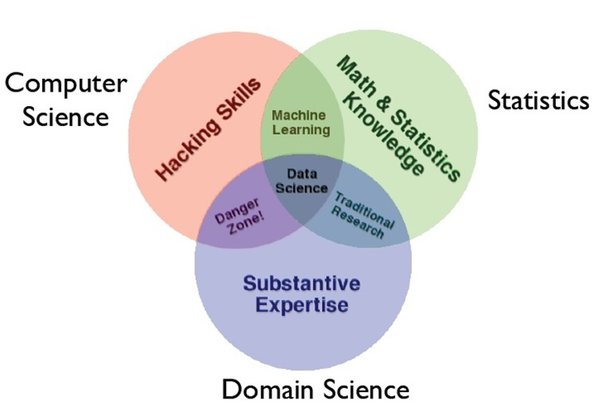 Computer
Science
Hacking Skills
Math & Statistics
Knowledge
Statistics
Machine
Learning
Data
Science
Danger
Zone!
Traditional
Research
Substantive
Expertise
Domain Science